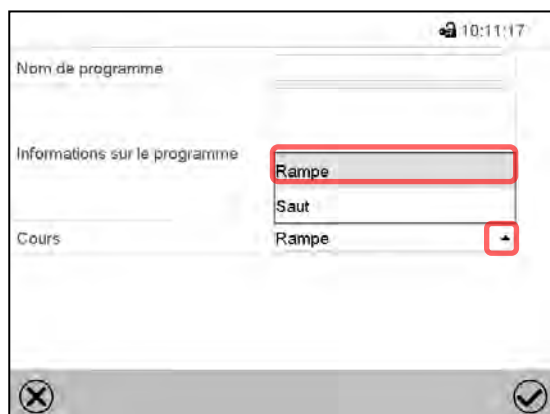 10:11:17
Nom de programme
Informations sur le programme
Rampe
Saut
Cours
Rampe